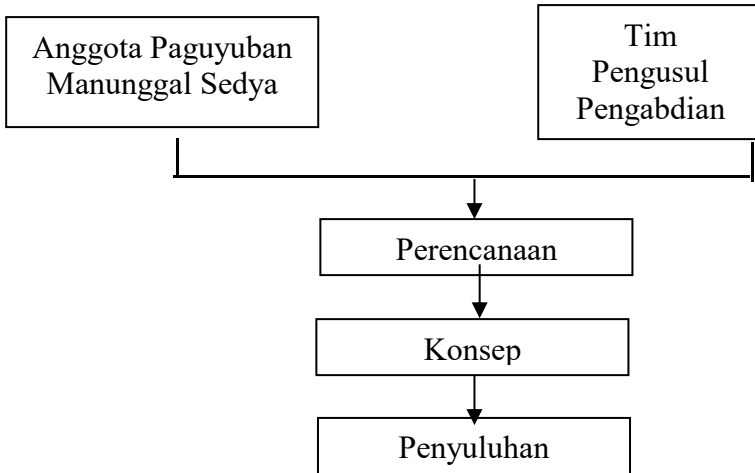 Anggota Paguyuban
Manunggal Sedya
Tim
Pengusul
Pengabdian
Perencanaan
Konsep
Penyuluhan